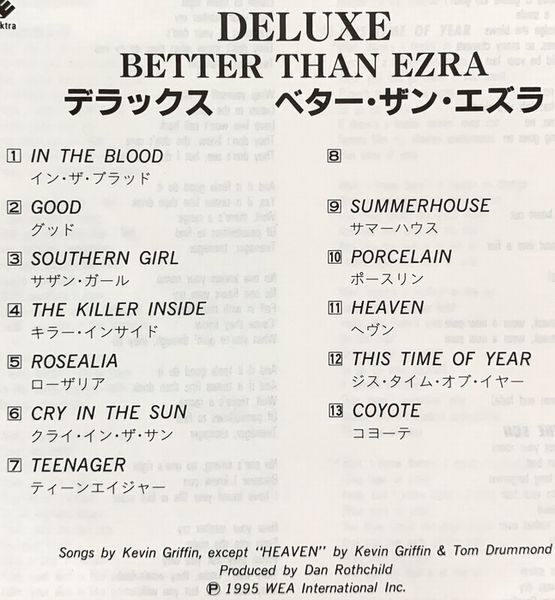 ktra
DELUXE
BETTER THAN EZRA
デラックス　　ベター・ザン・エズラ
1 IN THE BLOOD
イン・ザ・ブラッド
2 GOOD
グッド
3 SOUTHERN GIRL
サザン・ガール
4 THE KILLER INSIDE
キラー・インサイド
5 ROSEALIA
ローザリア
6 CRY IN THE SUN
クライ・イン・ザ・サン
7 TEENAGER
ティーンエイジャー
8
9 SUMMERHOUSE
サマーハウス
10 PORCELAIN
ポースリン
11 HEAVEN
ヘヴン
12 THIS TIME OF YEAR
ジス・タイム・オブ・イヤー
13 COYOTE
コヨーテ
Songs by Kevin Griffin, except "HEAVEN" by Kevin Griffin & Tom Drummond
Produced by Dan Rothchild
Ⓟ 1995 WEA International Inc.